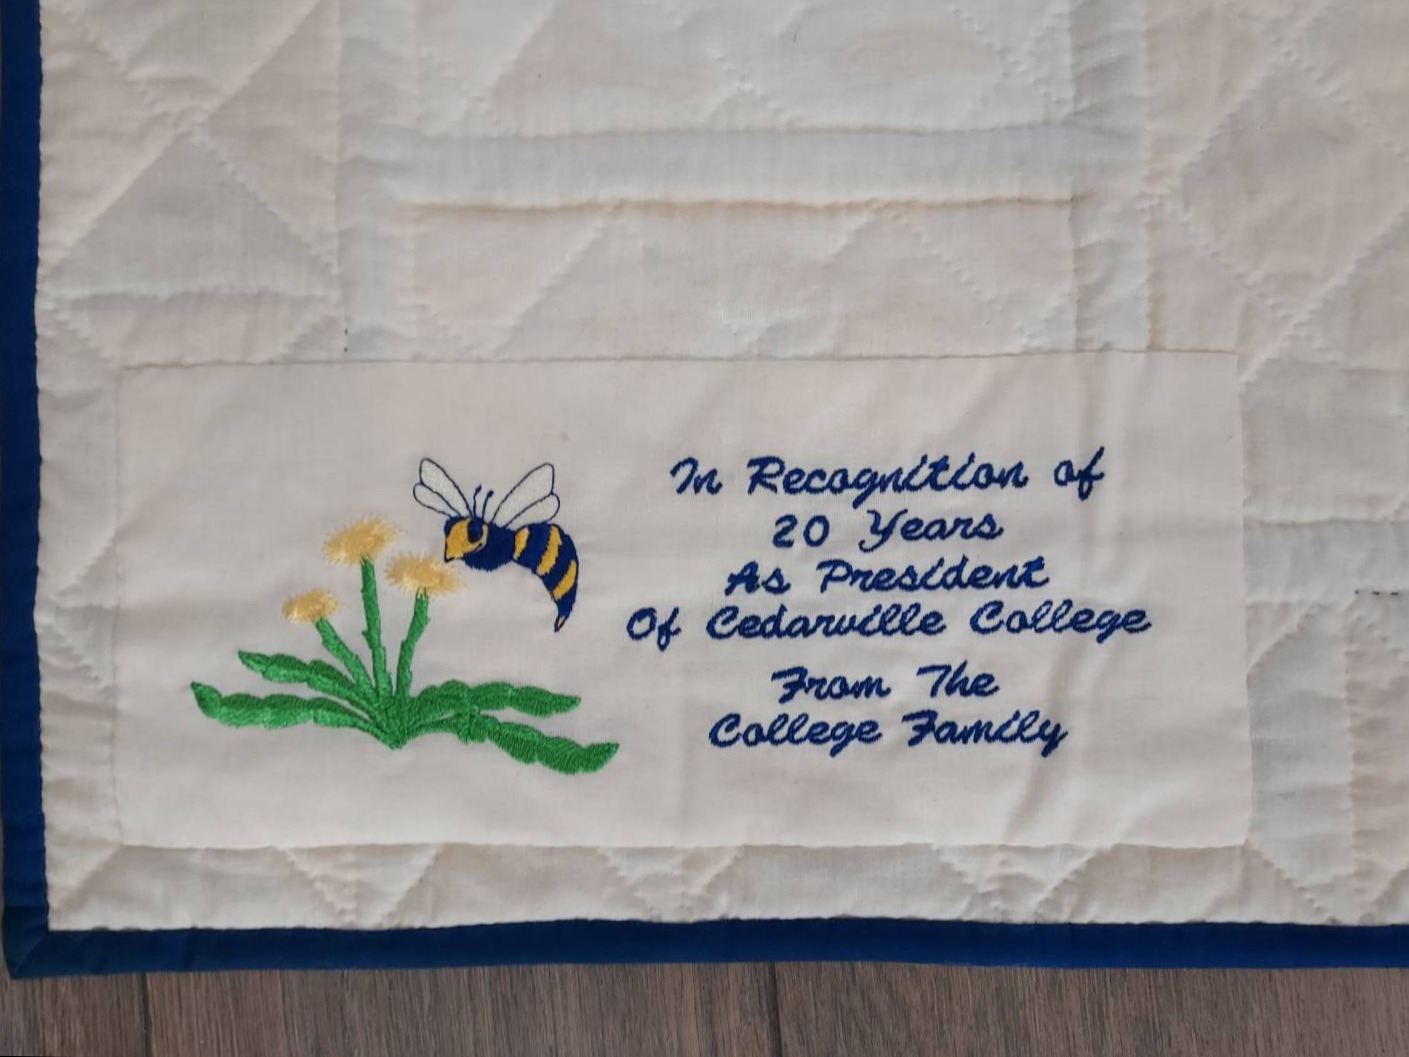 In Recognition of
20 Years
As President
Of Cedarville College
From The
College Family